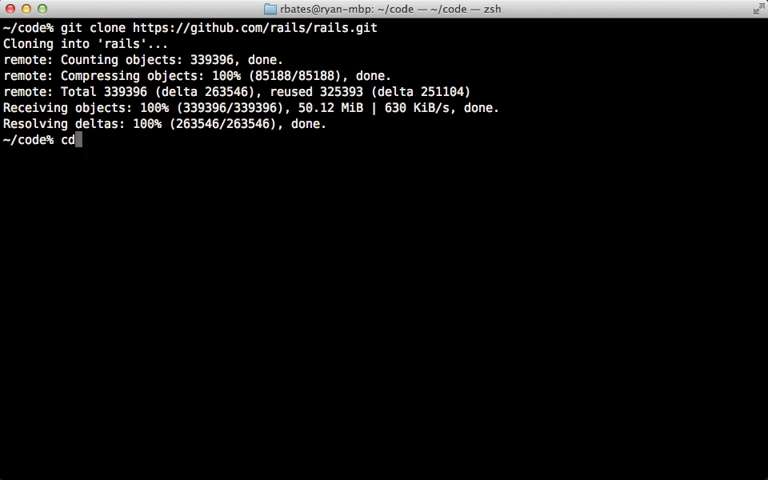 rbates@ryan-mbp: ~/code — ~/code — zsh
~/code% git clone https://github.com/rails/rails.git
Cloning into 'rails'...
remote: Counting objects: 339396, done.
remote: Compressing objects: 100% (85188/85188), done.
remote: Total 339396 (delta 263546), reused 325393 (delta 251104)
Receiving objects: 100% (339396/339396), 50.12 MiB | 630 KiB/s, done.
Resolving deltas: 100% (263546/263546), done.
~/code% cd